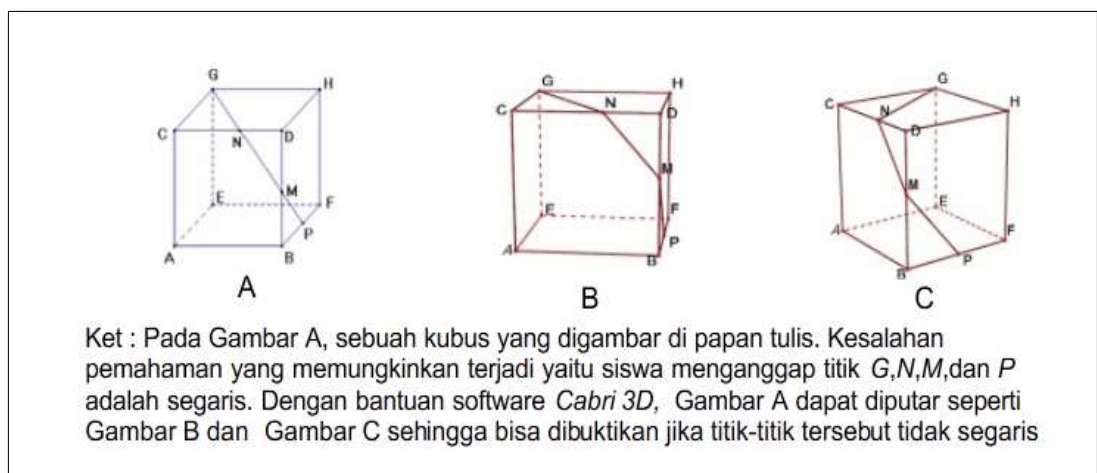 G H
C N D
E M F
P
A B
A
G H
C N D
M
E F
A B P
B
G
C N H
D
M E
A F
B P
C
Ket : Pada Gambar A, sebuah kubus yang digambar di papan tulis. Kesalahan
pemahaman yang memungkinkan terjadi yaitu siswa menganggap titik G,N,M,dan P
adalah segaris. Dengan bantuan software Cabri 3D, Gambar A dapat diputar seperti
Gambar B dan Gambar C sehingga bisa dibuktikan jika titik-titik tersebut tidak segaris